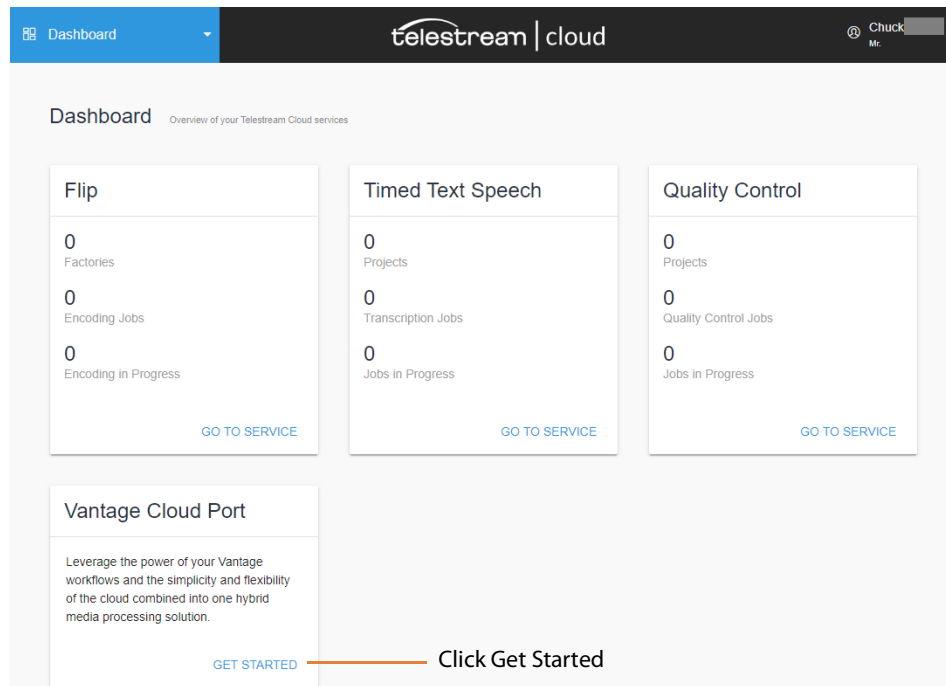 Dashboard
telestream | cloud
Chuck
Mr.
Dashboard
Overview of your Telestream Cloud services
Flip
0
Factories
0
Encoding Jobs
0
Encoding in Progress
GO TO SERVICE
Timed Text Speech
0
Projects
0
Transcription Jobs
0
Jobs in Progress
GO TO SERVICE
Quality Control
0
Projects
0
Quality Control Jobs
0
Jobs in Progress
GO TO SERVICE
Vantage Cloud Port
Leverage the power of your Vantage
workflows and the simplicity and flexibility
of the cloud combined into one hybrid
media processing solution.
GET STARTED
Click Get Started